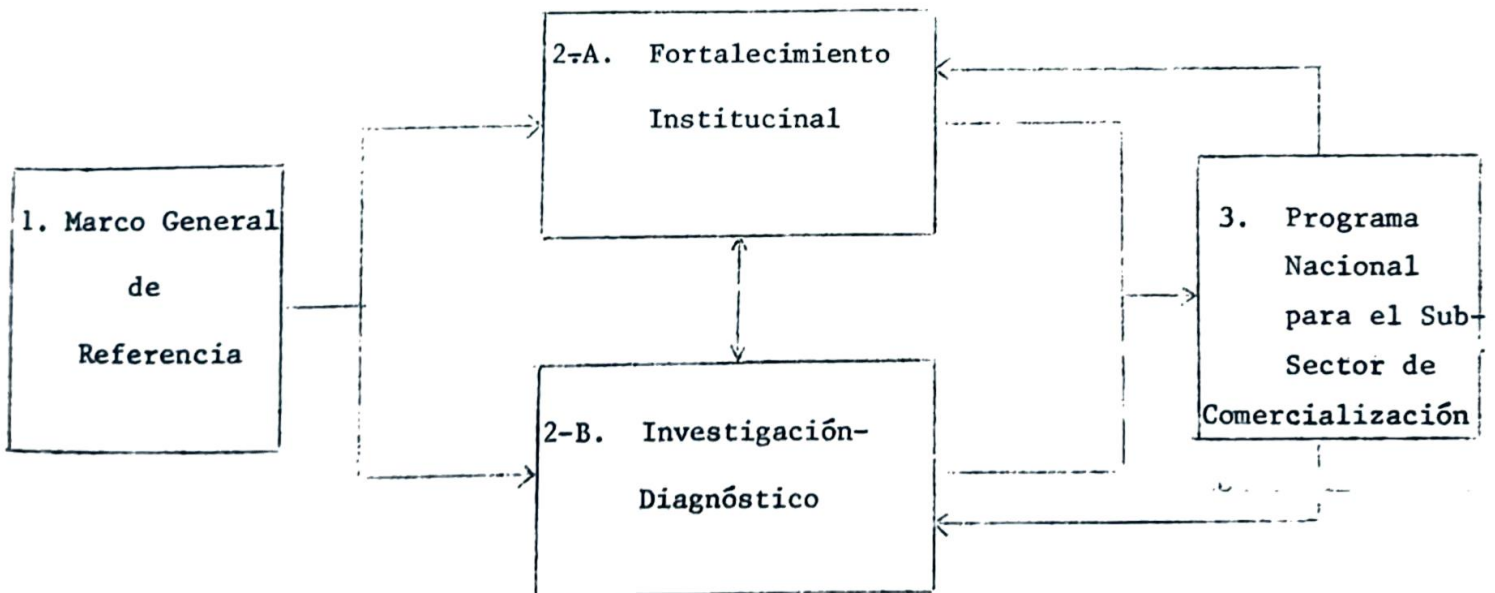 1. Marco General
de
Referencia
2-A. Fortalecimiento
Institucinal
2-B. Investigación-
Diagnóstico
3. Programa
Nacional
para el Sub-
Sector de
Comercialización